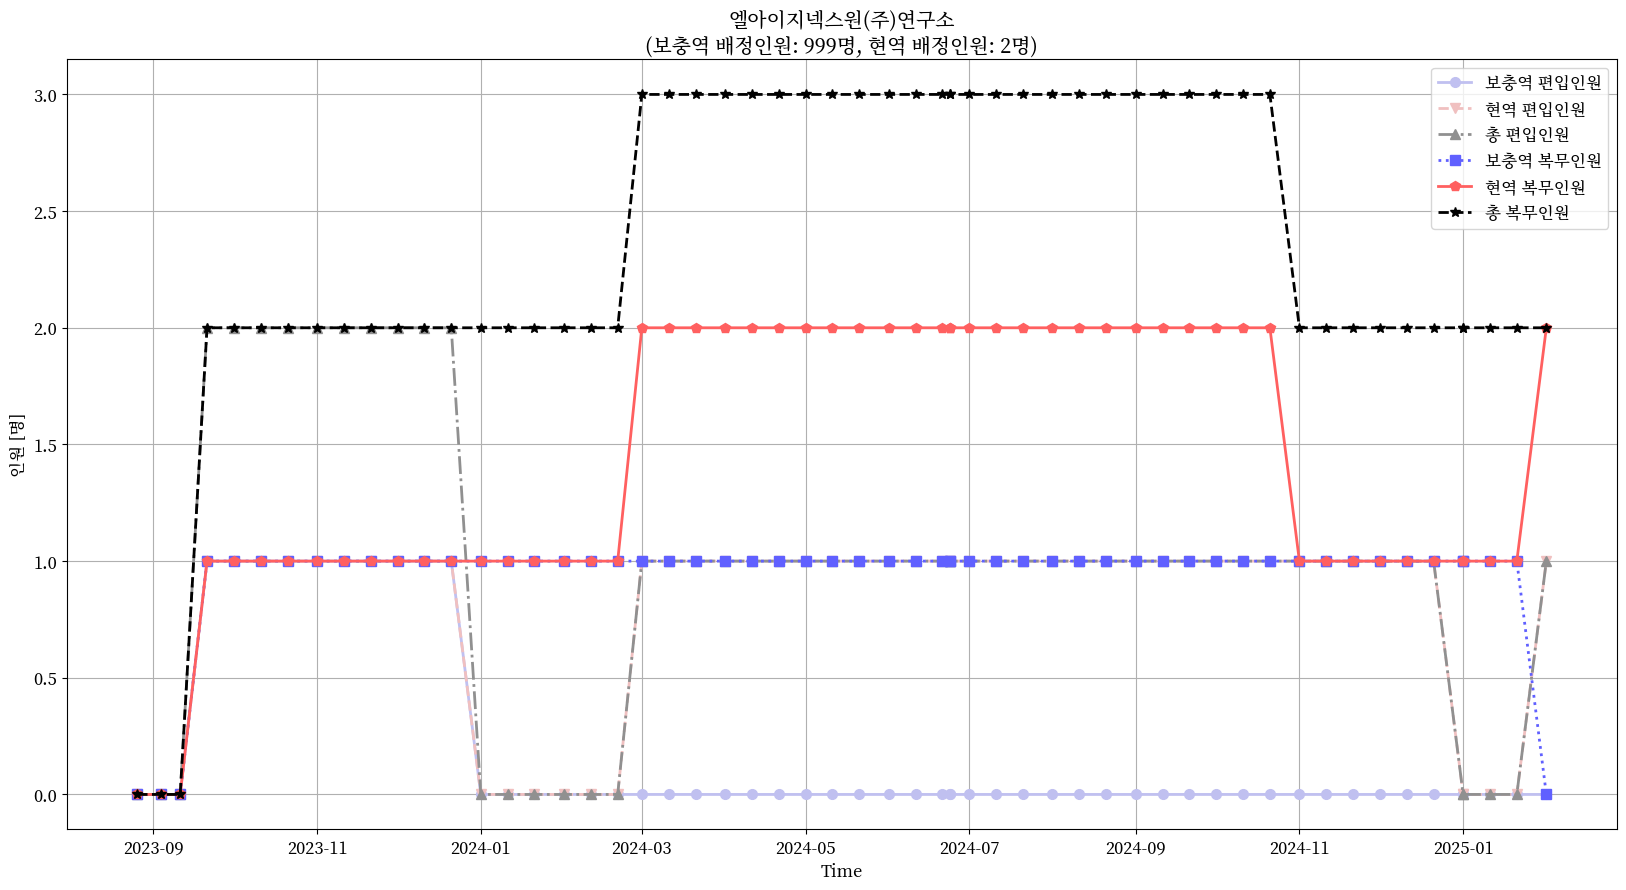 엘아이지넥스원(주)연구소
(보충역 배정인원: 999명, 현역 배정인원: 2명)
보충역 편입인원
현역 편입인원
총 편입인원
보충역 복무인원
현역 복무인원
총 복무인원
3.0
2.5
2.0
1.5
1.0
0.5
0.0
인원 [명]
2023-09
2023-11
2024-01
2024-03
2024-05
2024-07
2024-09
2024-11
2025-01
Time